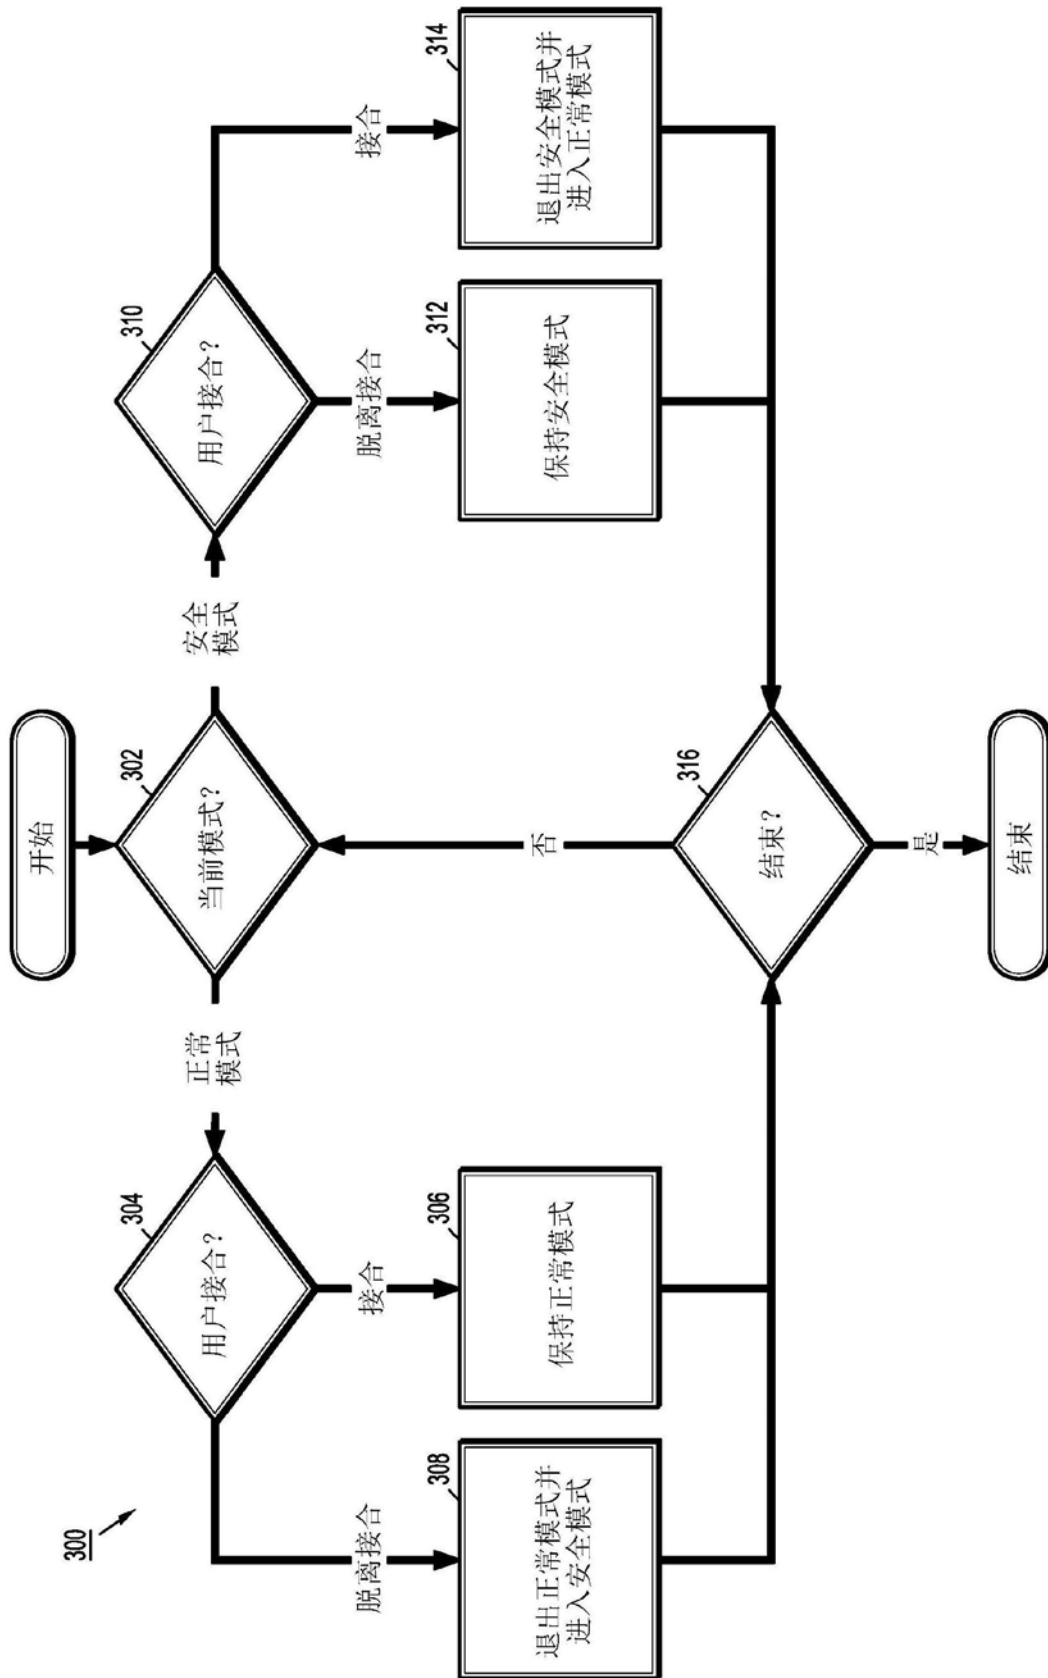 300
开始
302
当前模式?
正常
模式
安全
模式
304
用户接合?
310
用户接合?
脱离接合
接合
脱离接合
接合
308
退出正常模式并
进入安全模式
306
保持正常模式
312
保持安全模式
314
退出安全模式并
进入正常模式
否
316
结束?
是
结束